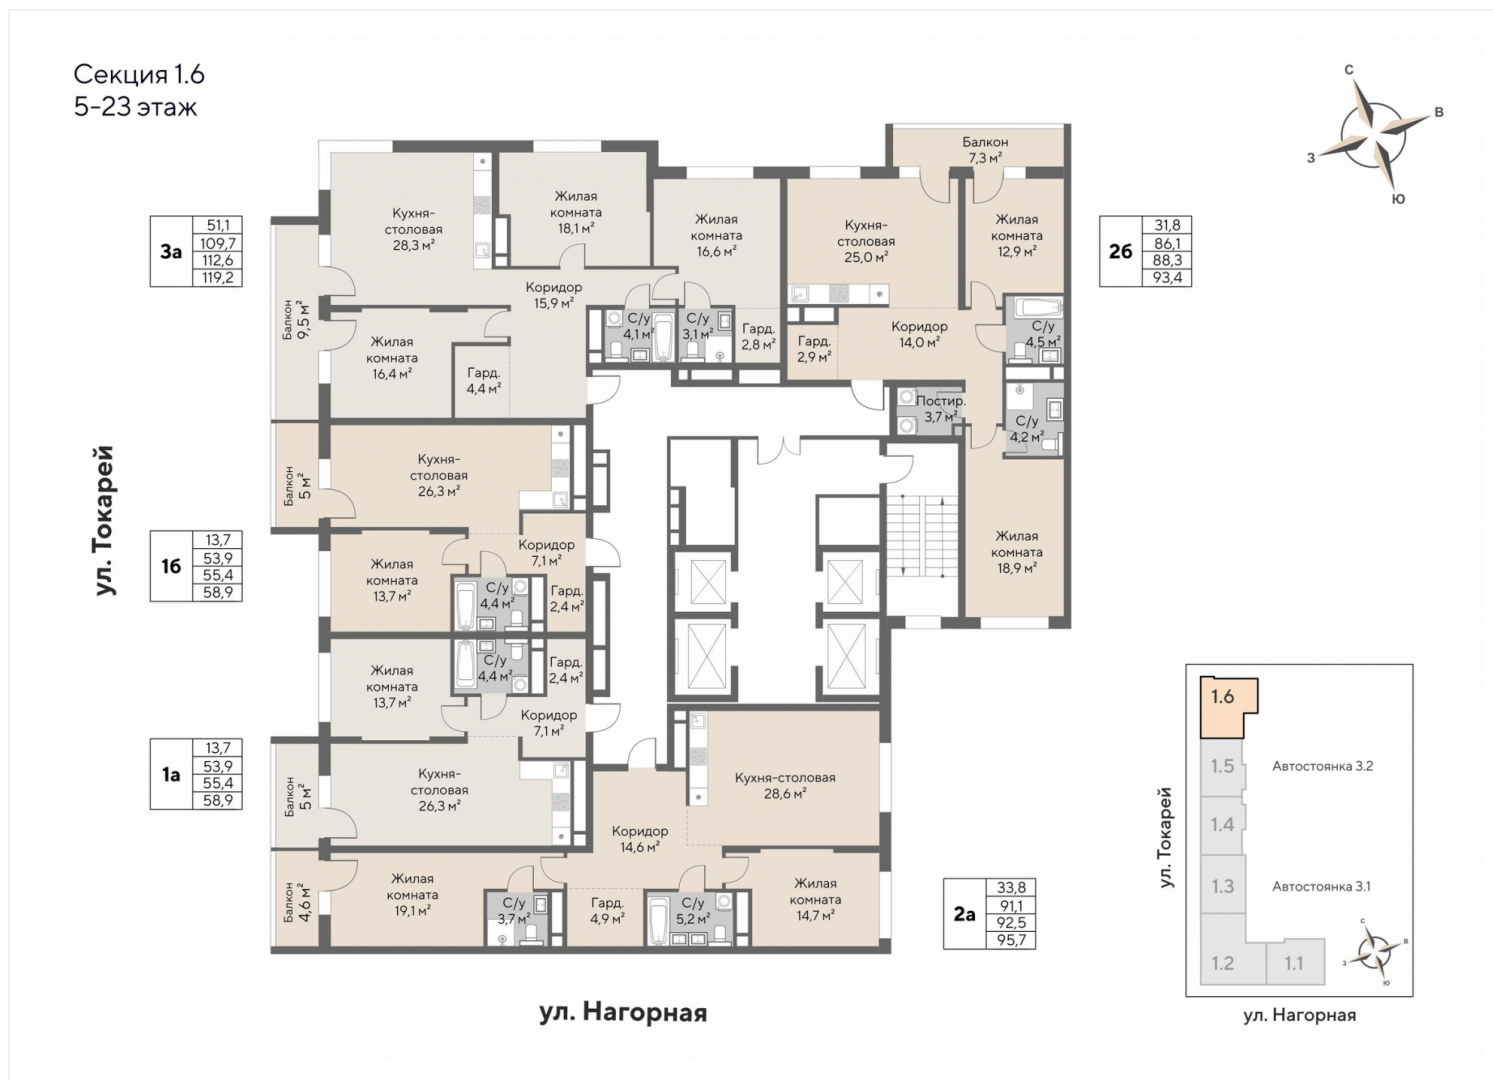 Секция 1.6
5-23 этаж
С
В
З
Ю
3а
51,1
109,7
112,6
119,2
Кухня-
столовая
28,3 м²
Жилая
комната
18,1 м²
Жилая
комната
16,6 м²
Коридор
15,9 м²
Балкон
9,5 м²
Жилая
комната
16,4 м²
Гард.
4,4 м²
С/у
4,1 м²
С/у
3,1 м²
Гард.
2,8 м²
Балкон
7,3 м²
Кухня-
столовая
25,0 м²
Жилая
комната
12,9 м²
2б
31,8
86,1
88,3
93,4
Гард.
2,9 м²
Коридор
14,0 м²
С/у
4,5 м²
Постир.
3,7 м²
С/у
4,2 м²
Жилая
комната
18,9 м²
ул. Токарей
1б
13,7
53,9
55,4
58,9
Балкон
5 м²
Кухня-
столовая
26,3 м²
Коридор
7,1 м²
Жилая
комната
13,7 м²
С/у
4,4 м²
Гард.
2,4 м²
1а
13,7
53,9
55,4
58,9
Жилая
комната
13,7 м²
С/у
4,4 м²
Гард.
2,4 м²
Коридор
7,1 м²
Балкон
5 м²
Кухня-
столовая
26,3 м²
Кухня-столовая
28,6 м²
Коридор
14,6 м²
Балкон
4,6 м²
Жилая
комната
19,1 м²
С/у
3,7 м²
Гард.
4,9 м²
С/у
5,2 м²
Жилая
комната
14,7 м²
2а
33,8
91,1
92,5
95,7
ул. Нагорная
1.6
1.5
Автостоянка 3.2
1.4
ул. Токарей
1.3
Автостоянка 3.1
1.2
1.1
С
В
З
Ю
ул. Нагорная